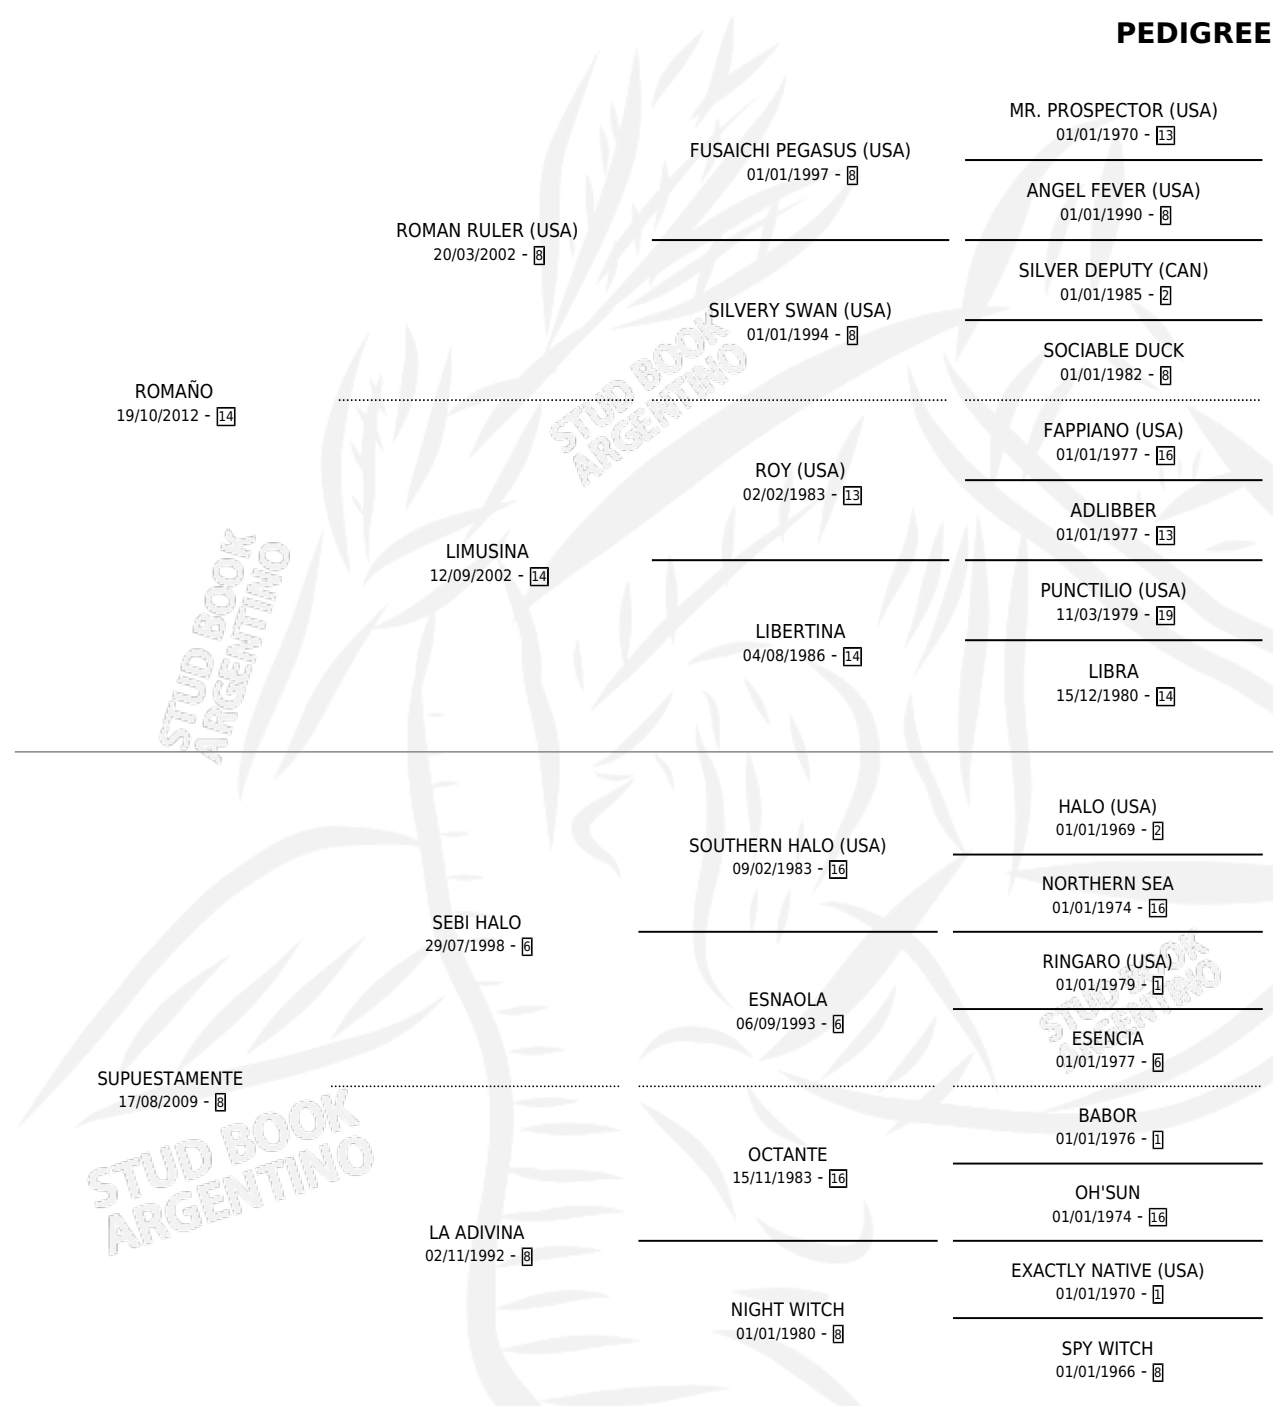 PEDIGREE
MR. PROSPECTOR (USA)
01/01/1970 - 13
FUSAICHI PEGASUS (USA)
01/01/1997 - 8
ANGEL FEVER (USA)
01/01/1990 - 8
ROMAN RULER (USA)
20/03/2002 - 8
SILVER DEPUTY (CAN)
01/01/1985 - 2
SILVERY SWAN (USA)
01/01/1994 - 8
SOCIABLE DUCK
01/01/1982 - 8
ROMAÑO
19/10/2012 - 14
FAPPIANO (USA)
01/01/1977 - 16
ROY (USA)
02/02/1983 - 13
ADLIBBER
01/01/1977 - 13
LIMUSINA
12/09/2002 - 14
PUNCTILIO (USA)
11/03/1979 - 19
LIBERTINA
04/08/1986 - 14
LIBRA
15/12/1980 - 14
HALO (USA)
01/01/1969 - 2
SOUTHERN HALO (USA)
09/02/1983 - 16
NORTHERN SEA
01/01/1974 - 16
SEBI HALO
29/07/1998 - 6
RINGARO (USA)
01/01/1979 - 1
ESNAOLA
06/09/1993 - 6
ESENCIA
01/01/1977 - 6
SUPUESTAMENTE
17/08/2009 - 8
BABOR
01/01/1976 - 1
OCTANTE
15/11/1983 - 16
OH'SUN
01/01/1974 - 16
LA ADIVINA
02/11/1992 - 8
EXACTLY NATIVE (USA)
01/01/1970 - 1
NIGHT WITCH
01/01/1980 - 8
SPY WITCH
01/01/1966 - 8
STUD BOOK
ARGENTINO
STUD BOOK
ARGENTINO
STUD BOOK
ARGENTINO
STUD BOOK
ARGENTINO